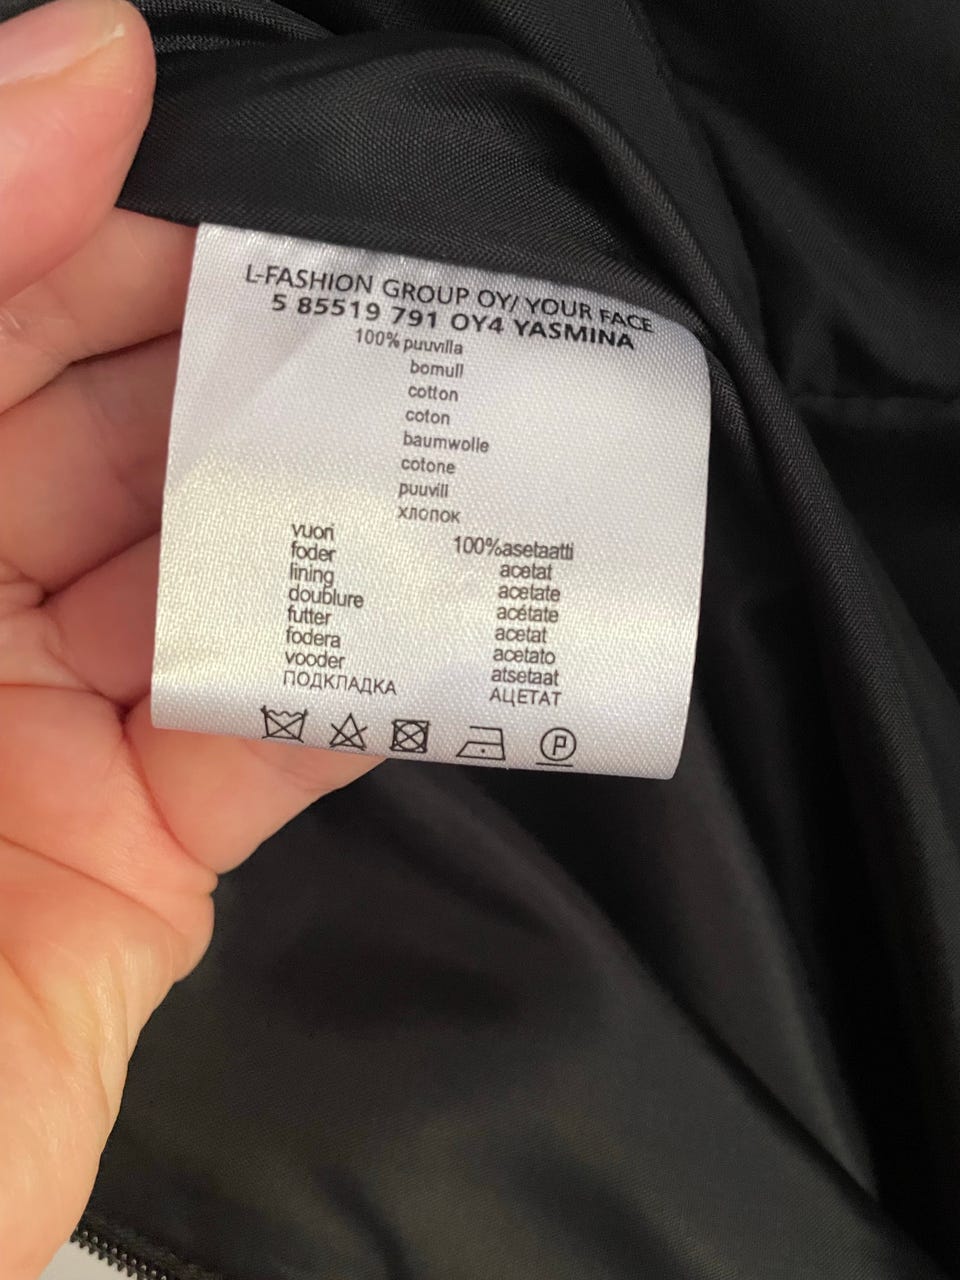 L-FASHION GROUP OY/ YOUR FACE
5 85519 791 OY4 YASMINA
100% puuvilla
bomull
cotton
coton
baumwolle
cotone
puuvill
хлопок
vuori 100%asetaatti
foder acetat
lining acetate
doublure acétate
futter acetat
fodera acetato
vooder atsetaat
ПОДКЛАДКА АЦЕТАТ
P